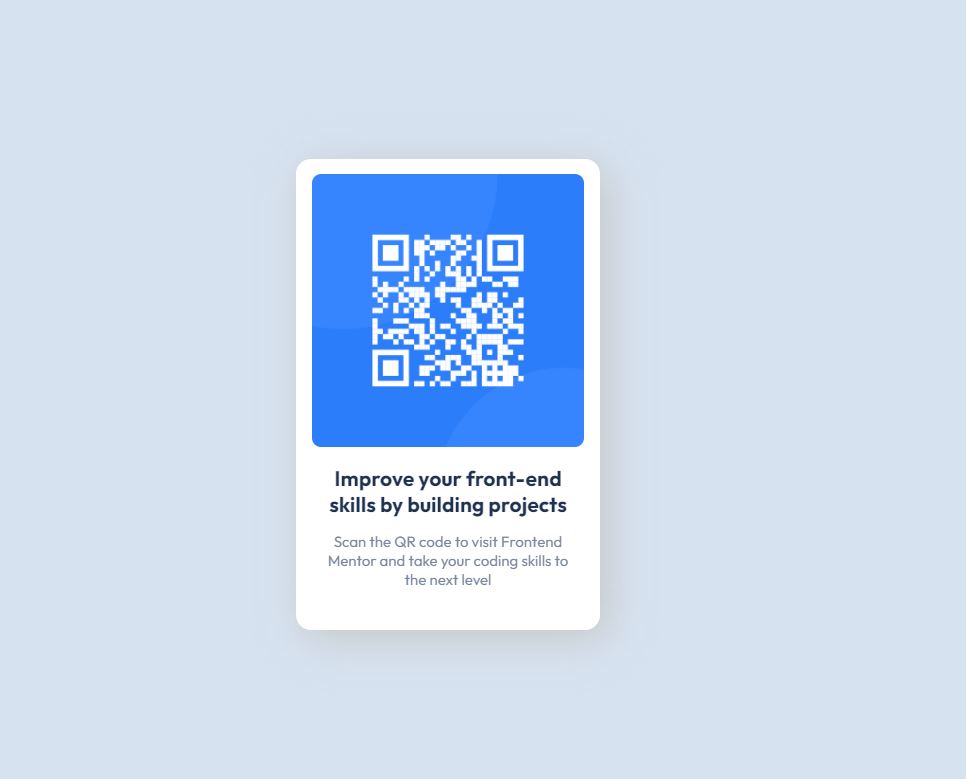 Improve your front-end
skills by building projects
Scan the QR code to visit Frontend
Mentor and take your coding skills to
the next level